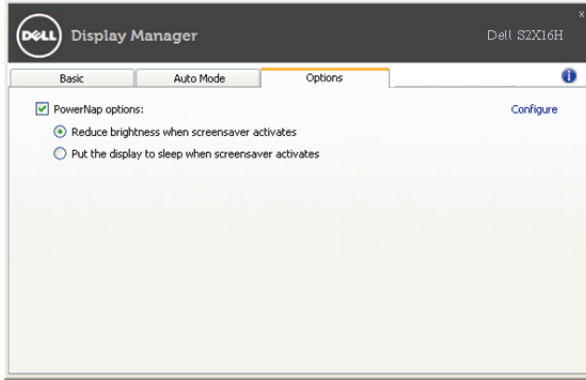 x
DELL Display Manager Dell S2X16H
Basic Auto Mode Options i
PowerNap options: Configure
Reduce brightness when screensaver activates
Put the display to sleep when screensaver activates